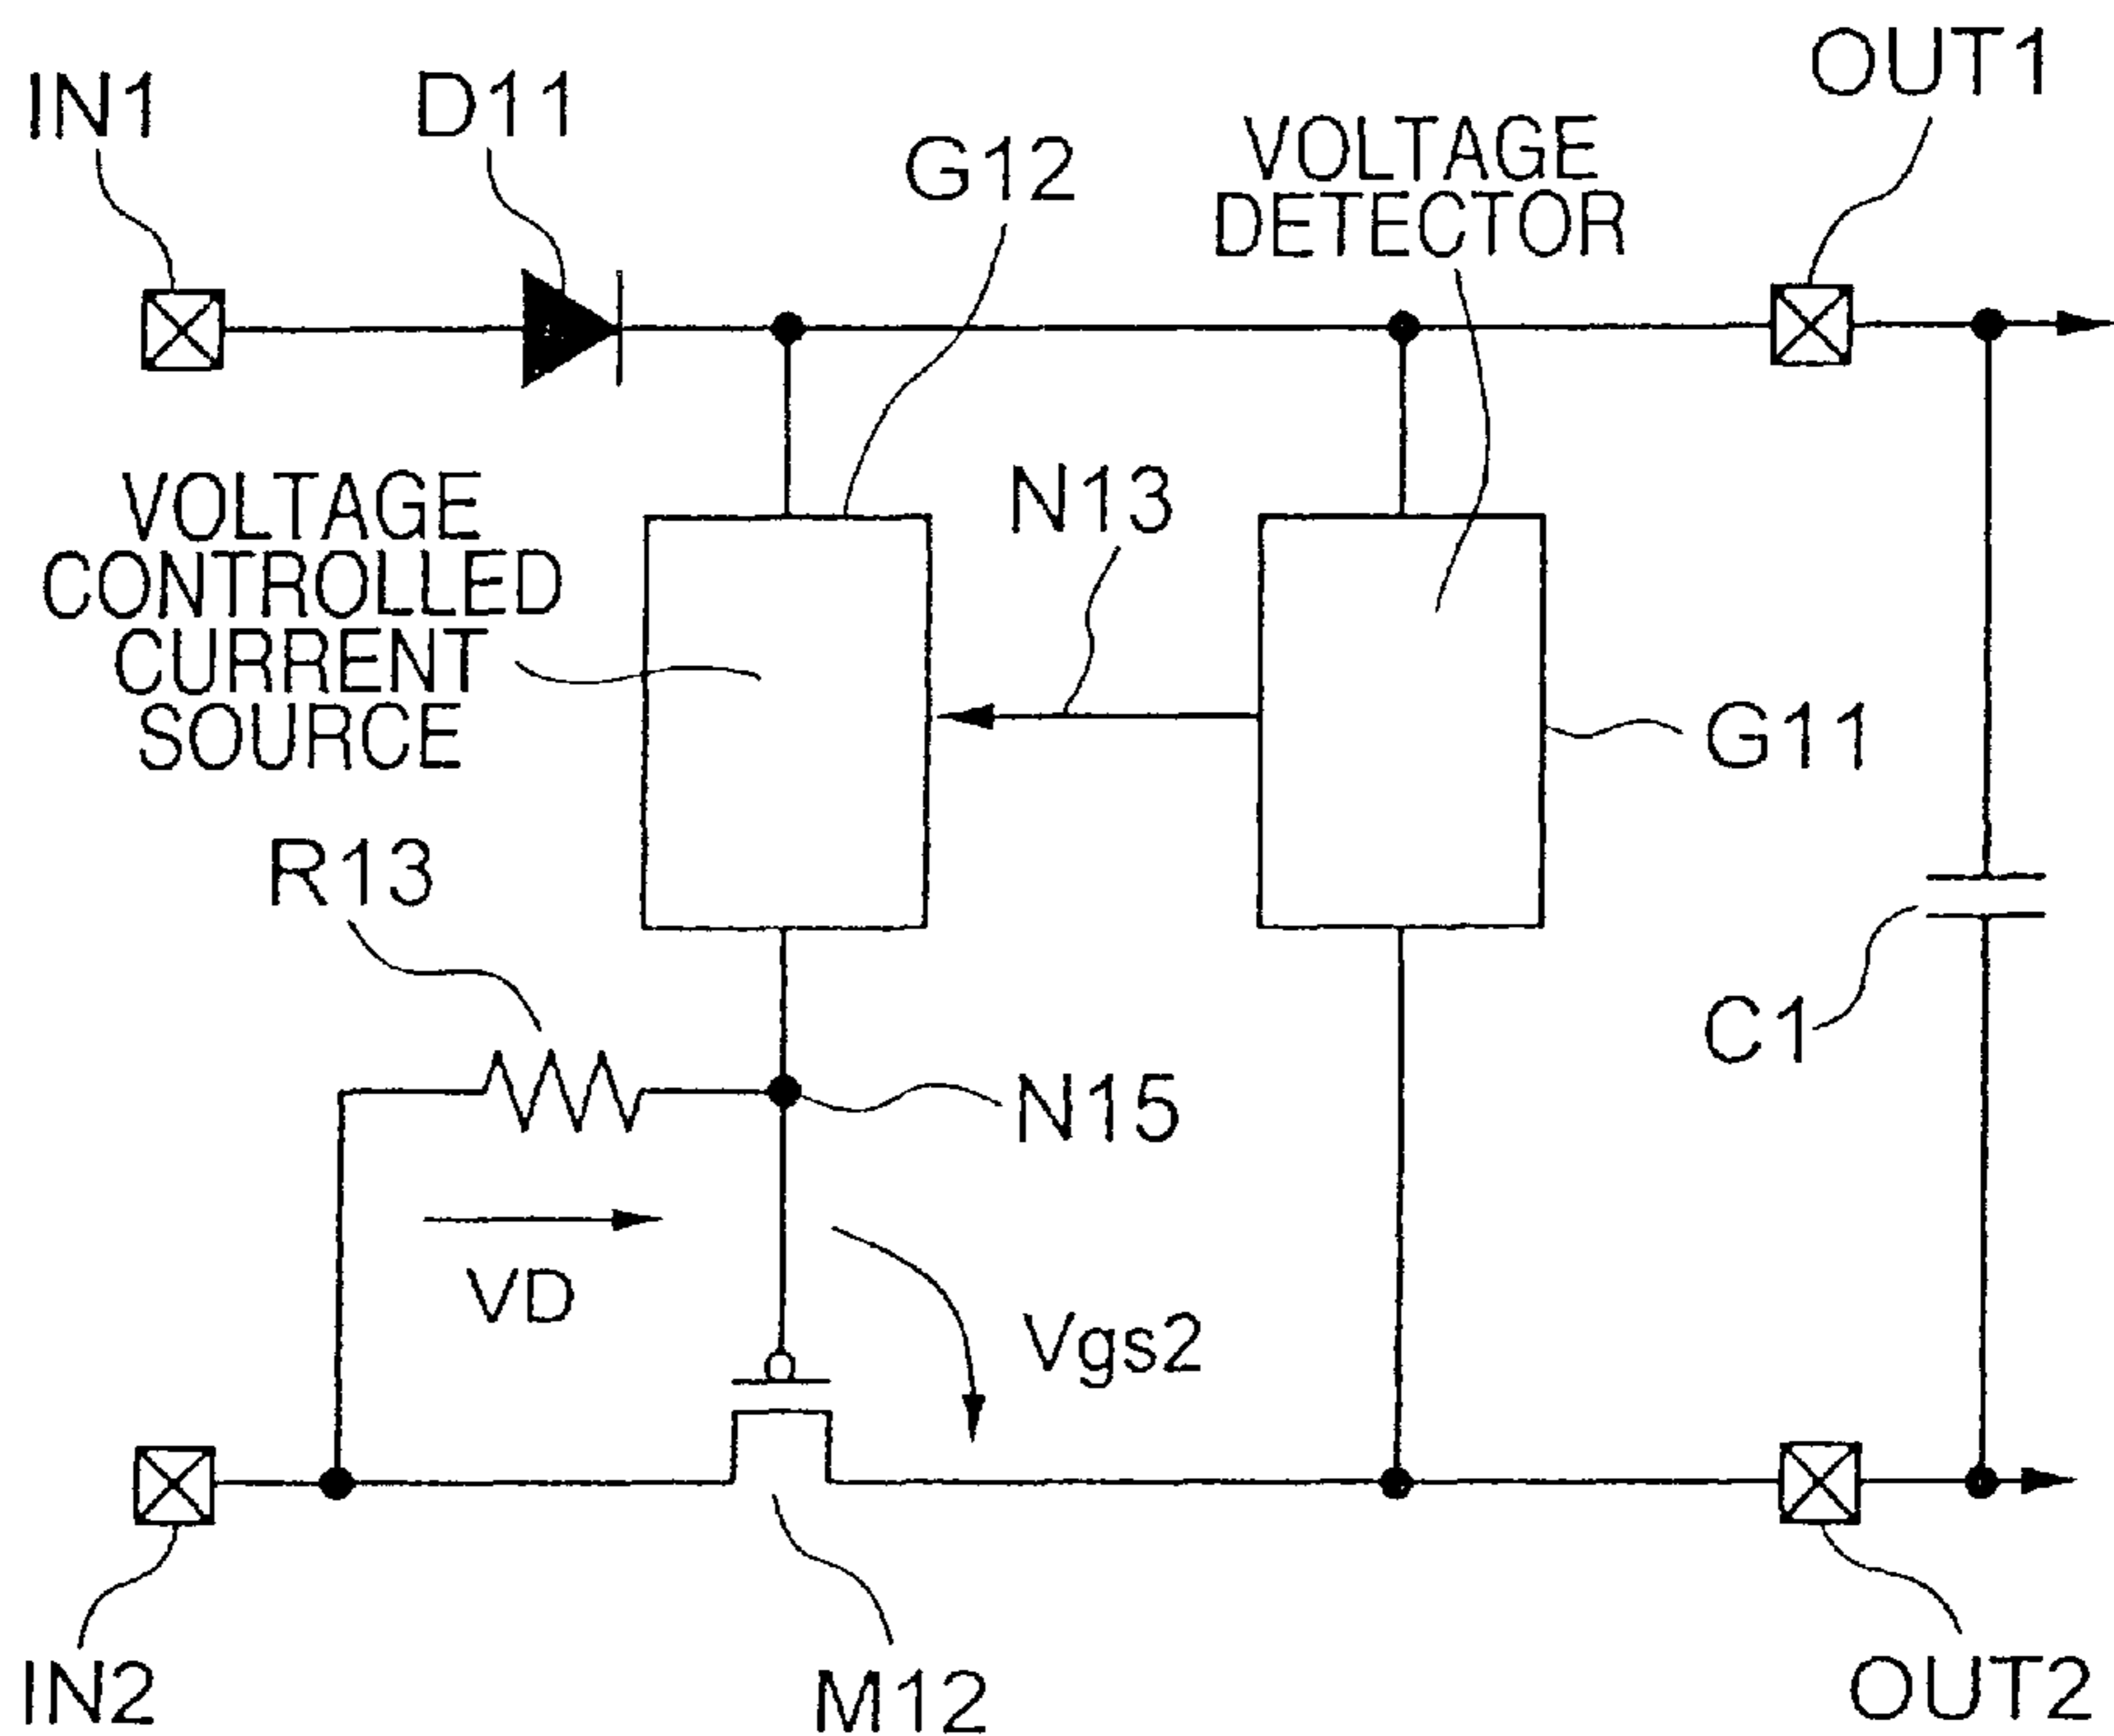 IN1
D11
G12
VOLTAGE
DETECTOR
OUT1
VOLTAGE
CONTROLLED
CURRENT
SOURCE
N13
G11
R13
C1
N15
VD
Vgs2
IN2
M12
OUT2